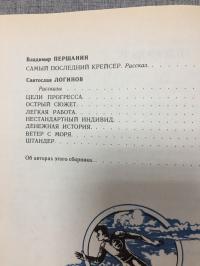 Владимир ПЕРШАНИН
САМЫЙ ПОСЛЕДНИЙ КРЕЙСЕР. Рассказ.
Святослав ЛОГИНОВ
Рассказы
ЦЕЛИ ПРОГРЕССА.
ОСТРЫЙ СЮЖЕТ.
ЛЕГКАЯ РАБОТА.
НЕСТАНДАРТНЫЙ ИНДИВИД.
ДЕНЕЖНАЯ ИСТОРИЯ.
ВЕТЕР С МОРЯ.
ШТАНДЕР.
Об авторах этого сборника.